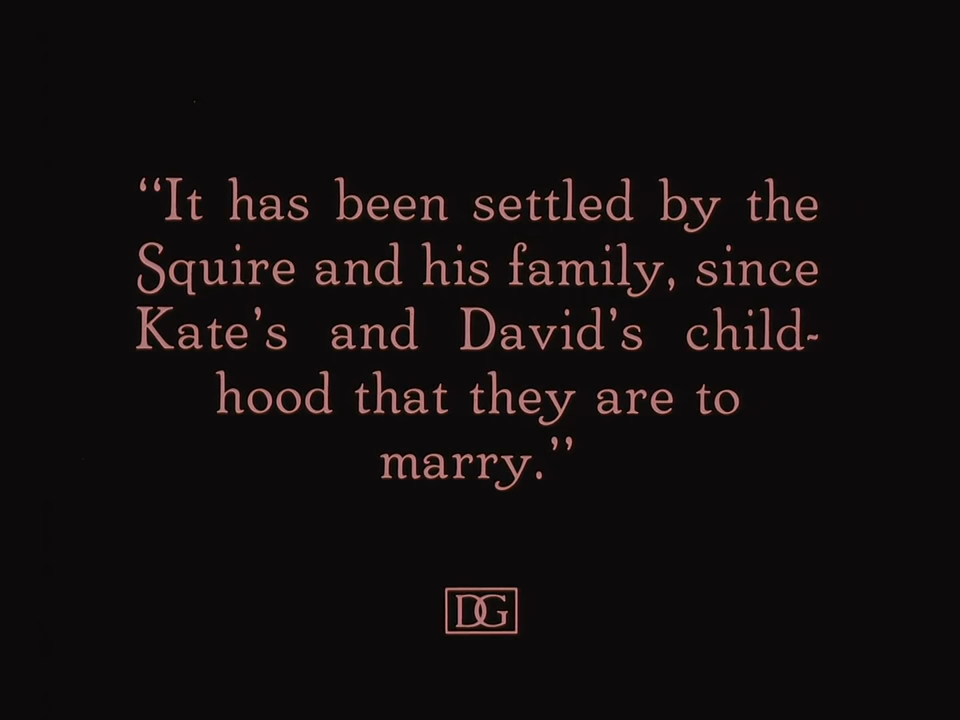 “It has been settled by the
Squire and his family, since
Kate’s and David’s child-
hood that they are to
marry.”
DG